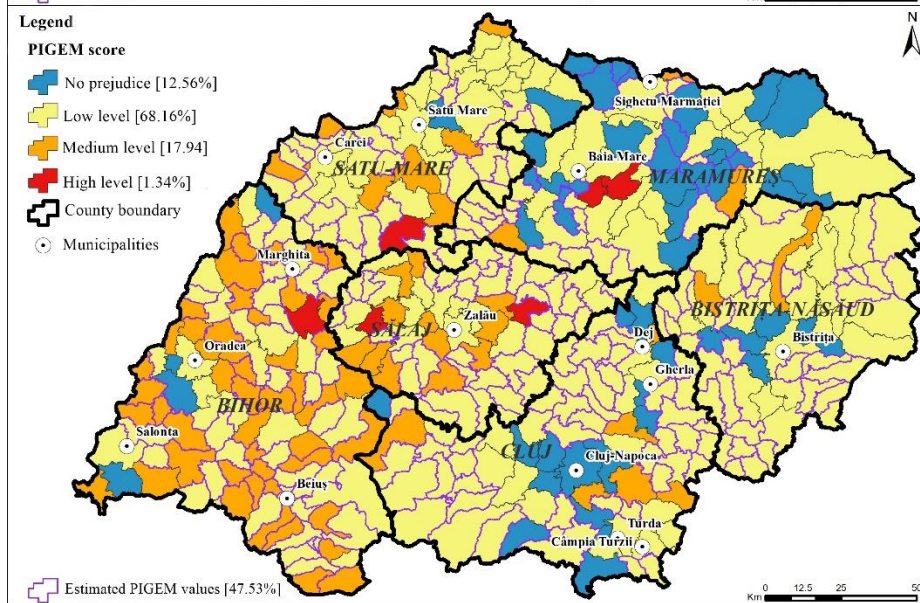 Legend
N
PIGEM score
No prejudice [12.56%]
Low level [68.16%]
Medium level [17.94]
High level [1.34%]
County boundary
Municipalities
Satu Mare
Sighetu Marmației
Carei
Baia Mare
SATU-MARE
MARAMUREȘ
Marghita
BISTRIȚA-NĂSĂUD
Zalău
SĂLAJ
Dej
Bistrița
Oradea
Gherla
BIHOR
Salonta
CLUJ
Cluj-Napoca
Beiuș
Turda
Câmpia Turzii
Estimated PIGEM values [47.53%]
0 12.5 25 50
Km